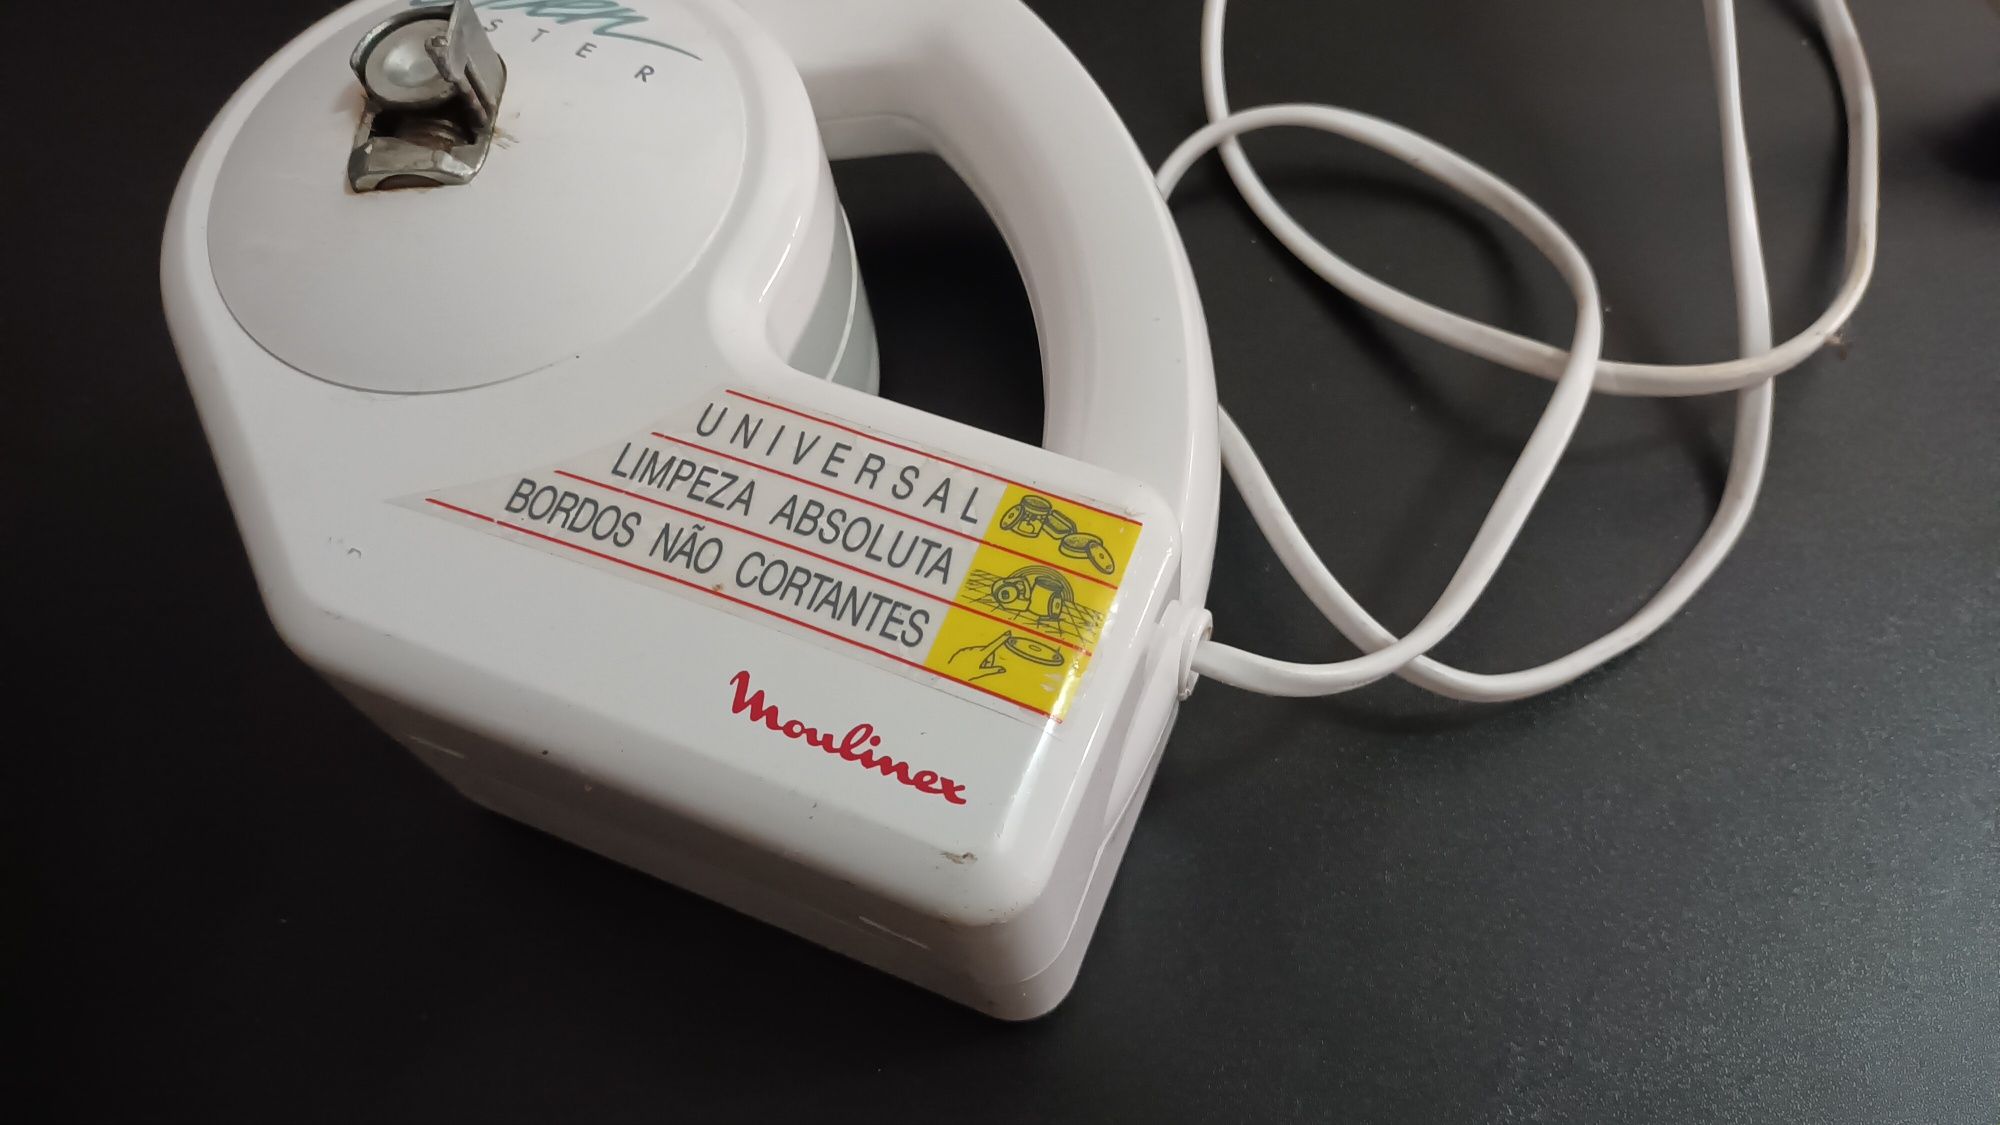 UNIVERSAL
LIMPEZA ABSOLUTA
BORDOS NÃO CORTANTES
Moulinex